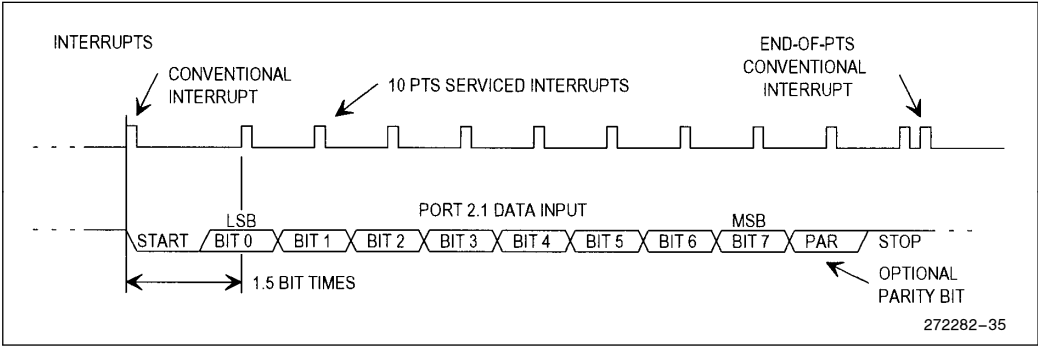 INTERRUPTS
CONVENTIONAL
INTERRUPT
10 PTS SERVICED INTERRUPTS
END-OF-PTS
CONVENTIONAL
INTERRUPT
LSB
PORT 2.1 DATA INPUT
MSB
START
BIT 0
BIT 1
BIT 2
BIT 3
BIT 4
BIT 5
BIT 6
BIT 7
PAR
STOP
1.5 BIT TIMES
OPTIONAL
PARITY BIT
272282-35